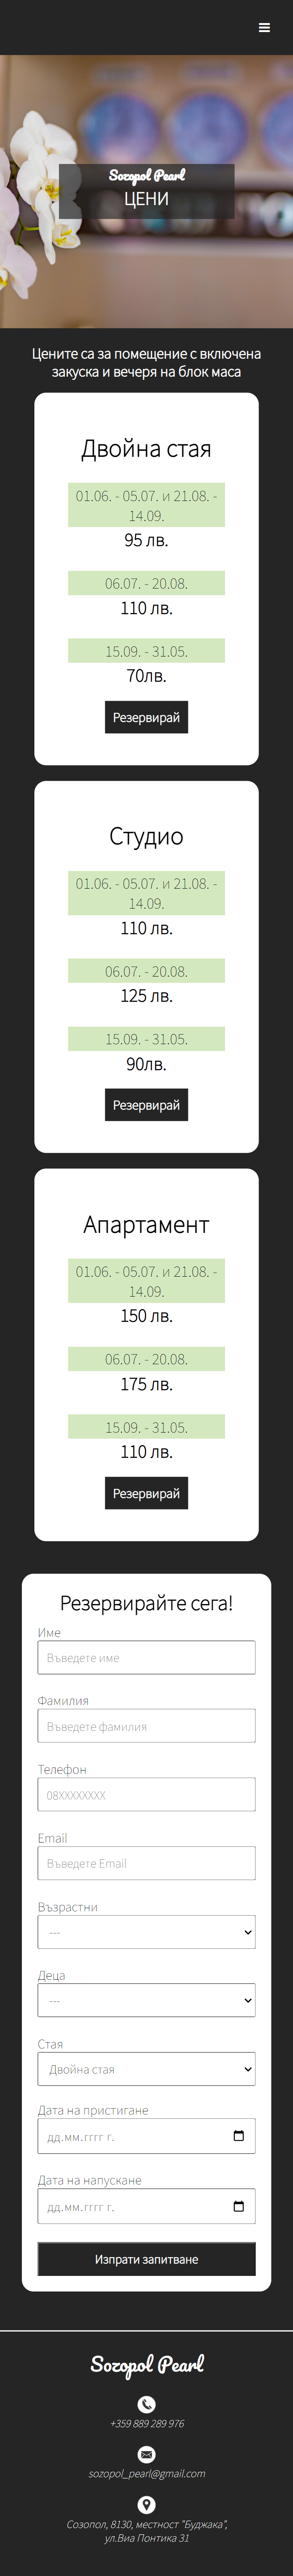 Sozopol Pearl
ЦЕНИ
Цените са за помещение с включена
закуска и вечеря на блок маса
Двойна стая
01.06. - 05.07. и 21.08. -
14.09.
95 лв.
06.07. - 20.08.
110 лв.
15.09. - 31.05.
70лв.
Резервирай
Студио
01.06. - 05.07. и 21.08. -
14.09.
110 лв.
06.07. - 20.08.
125 лв.
15.09. - 31.05.
90лв.
Резервирай
Апартамент
01.06. - 05.07. и 21.08. -
14.09.
150 лв.
06.07. - 20.08.
175 лв.
15.09. - 31.05.
110 лв.
Резервирай
Резервирайте сега!
Име
Въведете име
Фамилия
Въведете фамилия
Телефон
08XXXXXXXX
Email
Въведете Email
Възрастни
---
Деца
---
Стая
Двойна стая
Дата на пристигане
дд.мм.гггг г.
Дата на напускане
дд.мм.гггг г.
Изпрати запитване
Sozopol Pearl
+359 889 289 976
sozopol_pearl@gmail.com
Созопол, 8130, местност "Буджака",
ул.Виа Понтика 31